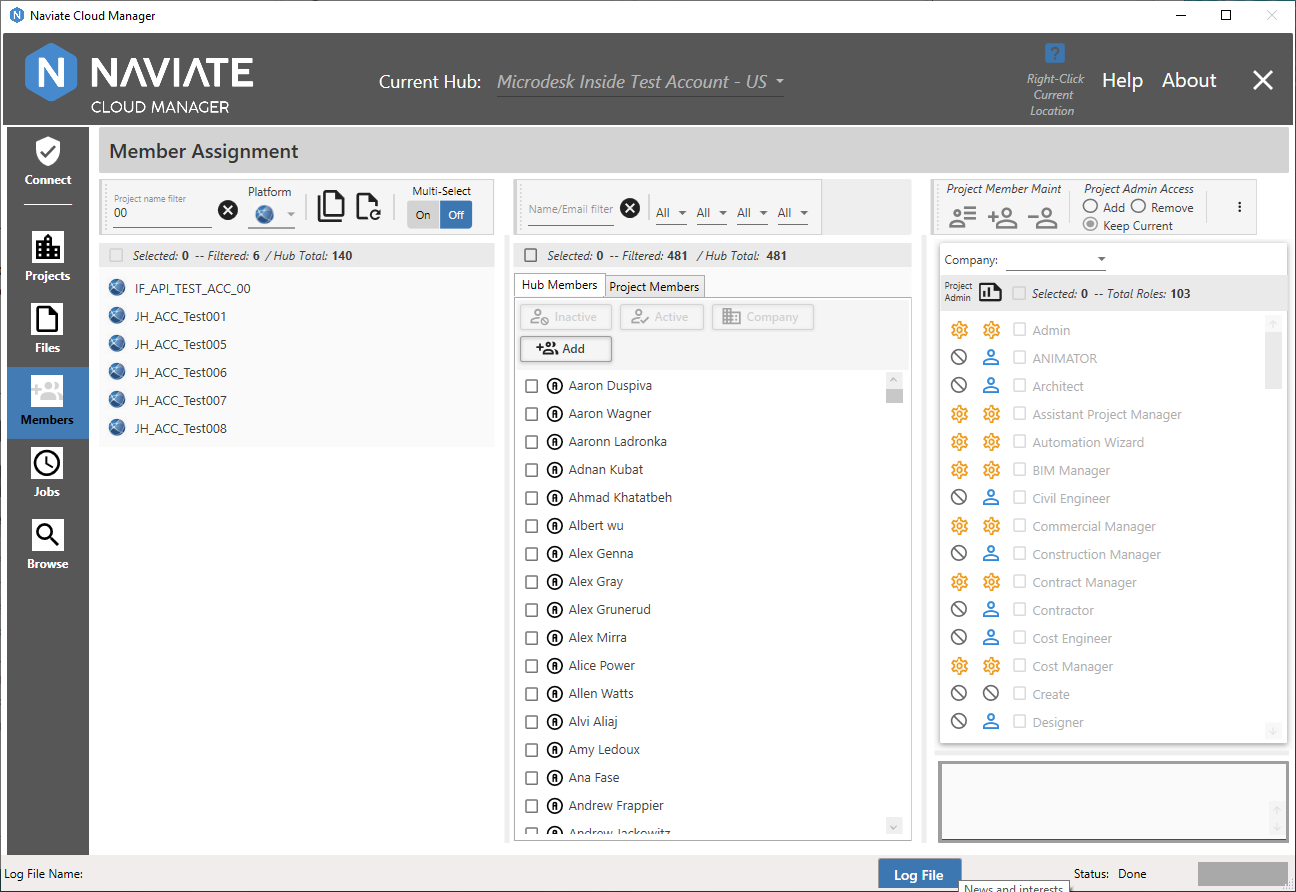 Naviate Cloud Manager
NAVIATE
CLOUD MANAGER
Current Hub: Microdesk Inside Test Account - US
?
Right-Click
Current
Location
Help About
Connect
Projects
Files
Members
Jobs
Browse
Member Assignment
Project name filter
00
Platform
Multi-Select
On Off
Selected: 0 -- Filtered: 6 / Hub Total: 140
IF_API_TEST_ACC_00
JH_ACC_Test001
JH_ACC_Test005
JH_ACC_Test006
JH_ACC_Test007
JH_ACC_Test008
Name/Email filter
All All All All
Selected: 0 -- Filtered: 481 / Hub Total: 481
Hub Members Project Members
Inactive Active Company
Add
Aaron Duspiva
Aaron Wagner
Aaronn Ladronka
Adnan Kubat
Ahmad Khatatbeh
Albert wu
Alex Genna
Alex Gray
Alex Grunerud
Alex Mirra
Alice Power
Allen Watts
Alvi Aliaj
Amy Ledoux
Ana Fase
Andrew Frappier
Andrew Jackowitz
Project Member Maint
Project Admin Access
Add Remove
Keep Current
Company:
Project
Admin
Selected: 0 -- Total Roles: 103
Admin
ANIMATOR
Architect
Assistant Project Manager
Automation Wizard
BIM Manager
Civil Engineer
Commercial Manager
Construction Manager
Contract Manager
Contractor
Cost Engineer
Cost Manager
Create
Designer
Log File Name:
Log File
Status: Done
News and interests